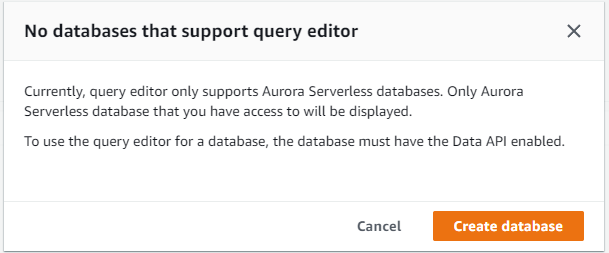 No databases that support query editor
Currently, query editor only supports Aurora Serverless databases. Only Aurora
Serverless database that you have access to will be displayed.
To use the query editor for a database, the database must have the Data API enabled.
Cancel
Create database